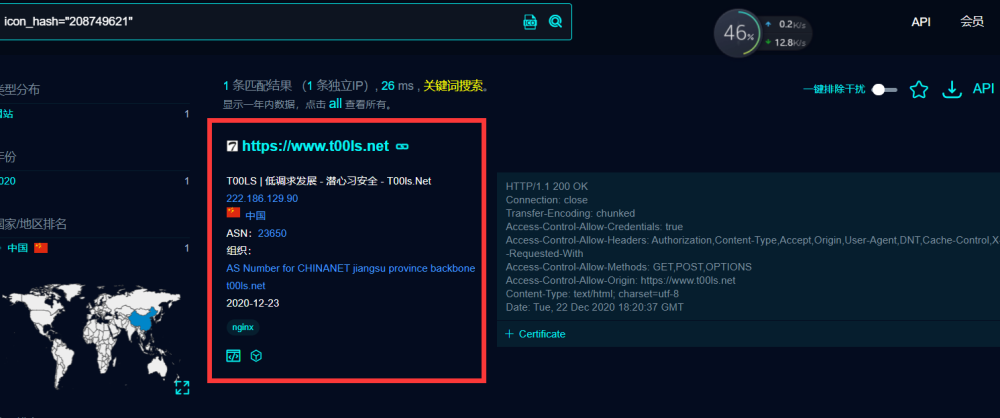 icon_hash="208749621"
ICO
46%
0.2K/s
12.8K/s
API
会员
类型分布
网站 1
年份
2020 1
国家/地区排名
中国 1
1 条匹配结果 （1 条独立IP）, 26 ms , 关键词搜索。
显示一年内数据，点击 all 查看所有。
一键排除干扰
API
https://www.t00ls.net
T00LS | 低调求发展 - 潜心习安全 - T00ls.Net
222.186.129.90
中国
ASN: 23650
组织:
AS Number for CHINANET jiangsu province backbone
t00ls.net
2020-12-23
nginx
HTTP/1.1 200 OK
Connection: close
Transfer-Encoding: chunked
Access-Control-Allow-Credentials: true
Access-Control-Allow-Headers: Authorization,Content-Type,Accept,Origin,User-Agent,DNT,Cache-Control,X
-Requested-With
Access-Control-Allow-Methods: GET,POST,OPTIONS
Access-Control-Allow-Origin: https://www.t00ls.net
Content-Type: text/html; charset=utf-8
Date: Tue, 22 Dec 2020 18:20:37 GMT
+ Certificate